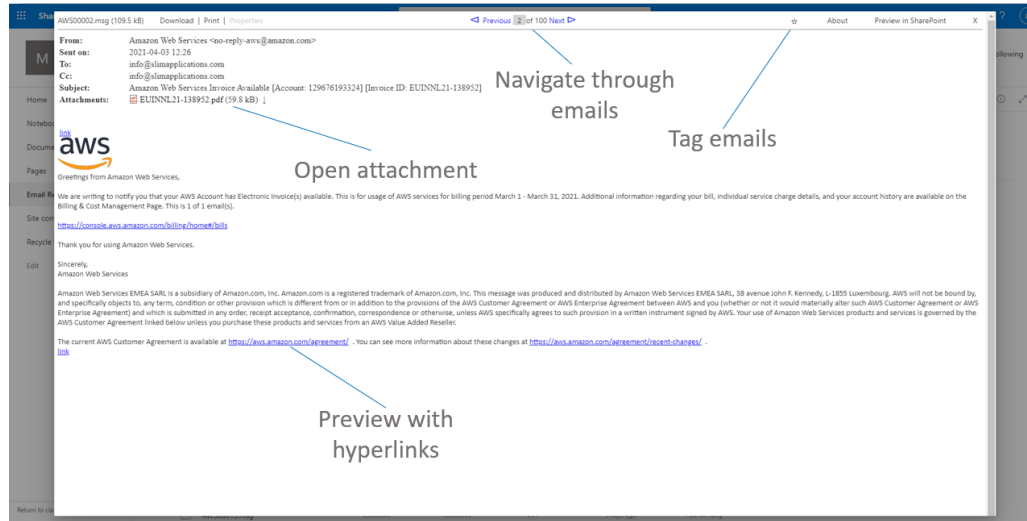 Sha
AWS00002.msg (109.5 kB) Download | Print | Properties
Previous 2 of 100 Next
About Preview in SharePoint X
?
From: Amazon Web Services <no-reply-aws@amazon.com>
Sent on: 2021-04-03 12:26
To: info@slimapplications.com
Cc: info@slimapplications.com
Subject: Amazon Web Services Invoice Available [Account: 129676193324] [Invoice ID: EUINNL21-138952]
Attachments: EUINNL21-138952.pdf (59.8 kB) ↓
M
ollowing
Navigate through
emails
Tag emails
Open attachment
Home
Notebo
Docume
Pages
Email Re
Site con
Recycle
Edit
link
aws
Greetings from Amazon Web Services,
We are writing to notify you that your AWS Account has Electronic Invoice(s) available. This is for usage of AWS services for billing period March 1 - March 31, 2021. Additional information regarding your bill, individual service charge details, and your account history are available on the
Billing & Cost Management Page. This is 1 of 1 email(s).
https://console.aws.amazon.com/billing/home#/bills
Thank you for using Amazon Web Services.
Sincerely,
Amazon Web Services
Amazon Web Services EMEA SARL is a subsidiary of Amazon.com, Inc. Amazon.com is a registered trademark of Amazon.com, Inc. This message was produced and distributed by Amazon Web Services EMEA SARL, 38 avenue John F. Kennedy, L-1855 Luxembourg. AWS will not be bound by,
and specifically objects to, any term, condition or other provision which is different from or in addition to the provisions of the AWS Customer Agreement or AWS Enterprise Agreement between AWS and you (whether or not it would materially alter such AWS Customer Agreement or AWS
Enterprise Agreement) and which is submitted in any order, receipt acceptance, confirmation, correspondence or otherwise, unless AWS specifically agrees to such provision in a written instrument signed by AWS. Your use of Amazon Web Services products and services is governed by the
AWS Customer Agreement linked below unless you purchase these products and services from an AWS Value Added Reseller.
The current AWS Customer Agreement is available at https://aws.amazon.com/agreement/ . You can see more information about these changes at https://aws.amazon.com/agreement/recent-changes/ .
link
Preview with
hyperlinks
Return to cle